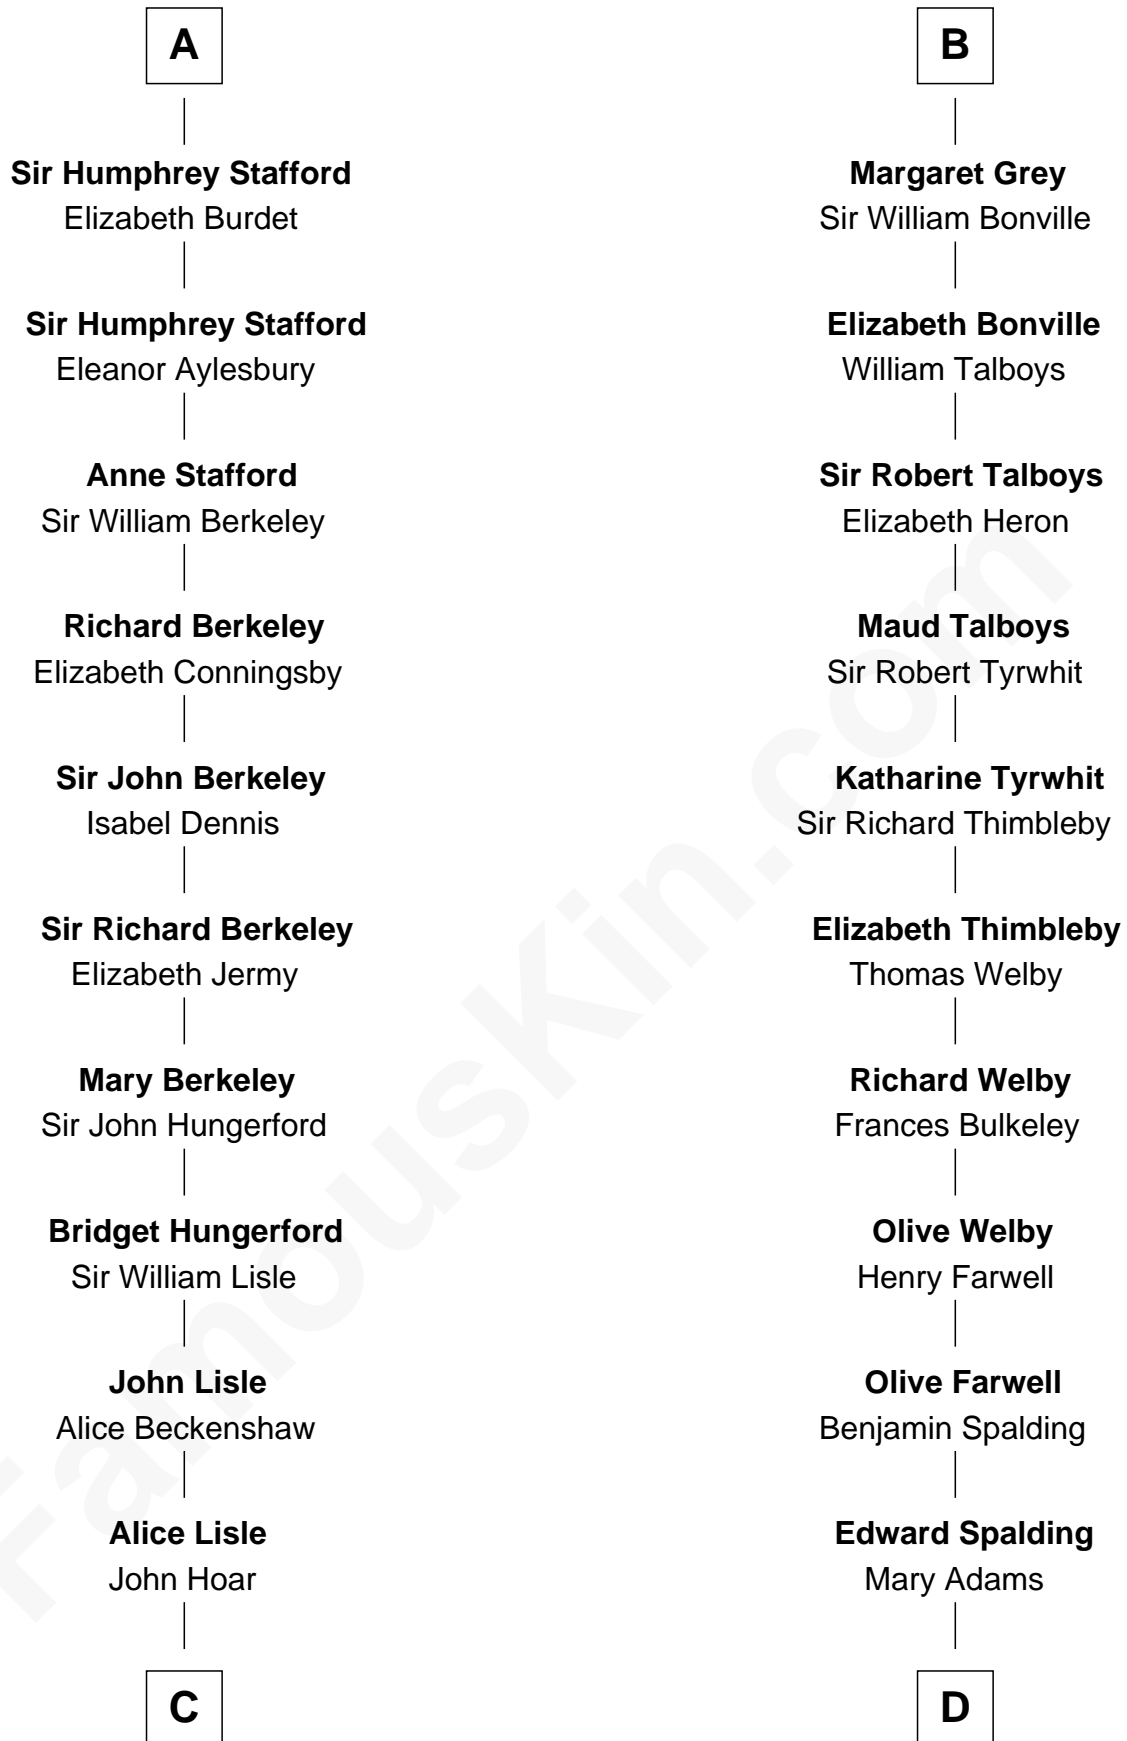 A
Sir Humphrey Stafford
Elizabeth Burdet
Sir Humphrey Stafford
Eleanor Aylesbury
Anne Stafford
Sir William Berkeley
Richard Berkeley
Elizabeth Conningsby
Sir John Berkeley
Isabel Dennis
Sir Richard Berkeley
Elizabeth Jermy
Mary Berkeley
Sir John Hungerford
Bridget Hungerford
Sir William Lisle
John Lisle
Alice Beckenshaw
Alice Lisle
John Hoar
C
B
Margaret Grey
Sir William Bonville
Elizabeth Bonville
William Talboys
Sir Robert Talboys
Elizabeth Heron
Maud Talboys
Sir Robert Tyrwhit
Katharine Tyrwhit
Sir Richard Thimbleby
Elizabeth Thimbleby
Thomas Welby
Richard Welby
Frances Bulkeley
Olive Welby
Henry Farwell
Olive Farwell
Benjamin Spalding
Edward Spalding
Mary Adams
D
FamousKin.com